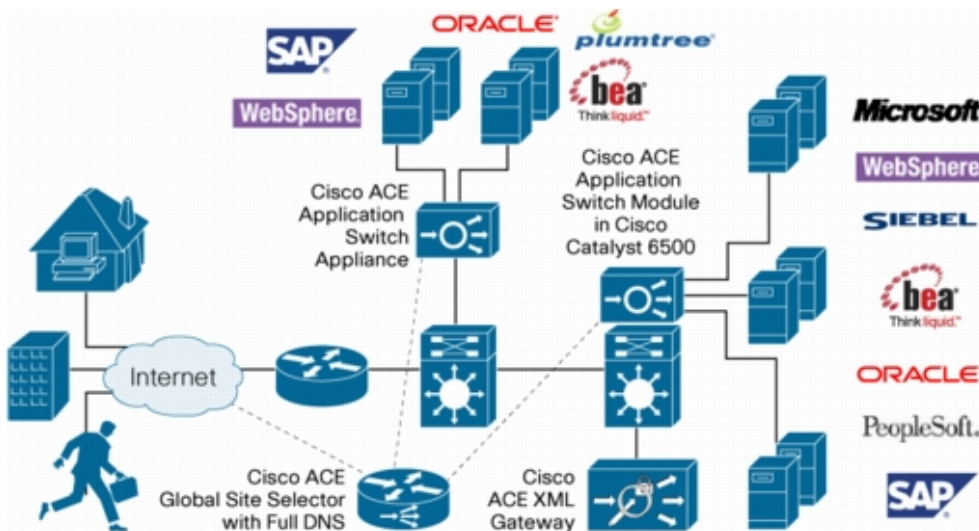 SAP
ORACLE
plumtree
WebSphere
bea
Think liquid.™
Cisco ACE
Application
Switch
Appliance
Cisco ACE
Application
Switch Module
in Cisco
Catalyst 6500
Microsoft
WebSphere
SIEBEL
bea
Think liquid.™
ORACLE
PeopleSoft.
SAP
Internet
Cisco ACE
Global Site Selector
with Full DNS
Cisco
ACE XML
Gateway